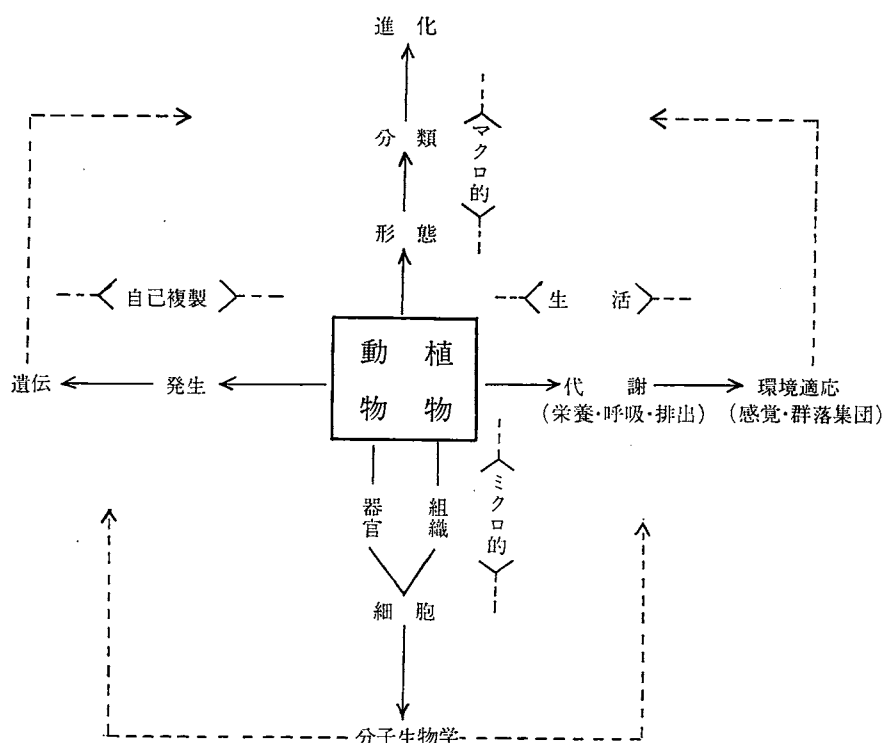 進化
分類
マクロ的
形態
自己複製
生活
動物
植物
遺伝
発生
代謝
(栄養・呼吸・排出)
環境適応
(感覚・群落集団)
器官
組織
ミクロ的
細胞
分子生物学